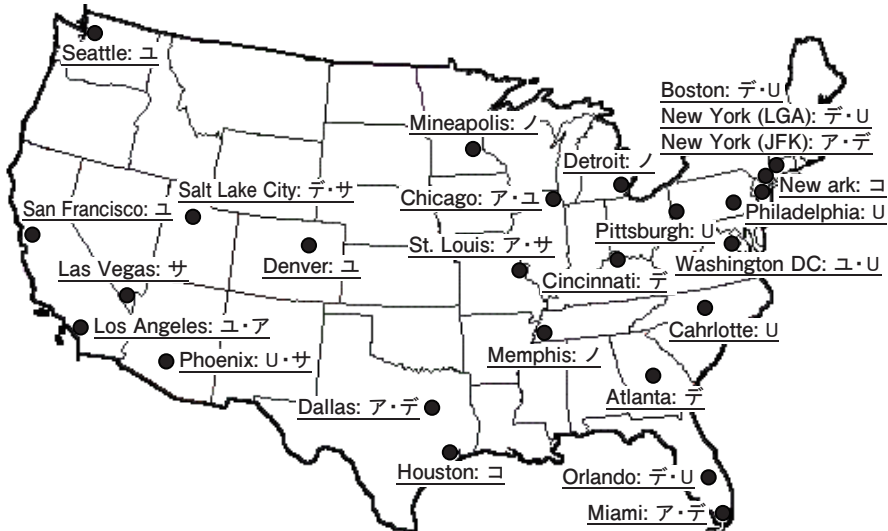 Seattle: ユ
Boston: デ・U
New York (LGA): デ・U
New York (JFK): ア・デ
Mineapolis: ノ
Detroit: ノ
Salt Lake City: デ・サ
Chicago: ア・ユ
New ark: コ
San Francisco: ユ
Philadelphia: U
Pittsburgh: U
St. Louis: ア・サ
Las Vegas: サ
Denver: ユ
Washington DC: ユ・U
Cincinnati: デ
Los Angeles: ユ・ア
Cahrlotte: U
Phoenix: U・サ
Memphis: ノ
Atlanta: デ
Dallas: ア・デ
Houston: コ
Orlando: デ・U
Miami: ア・デ